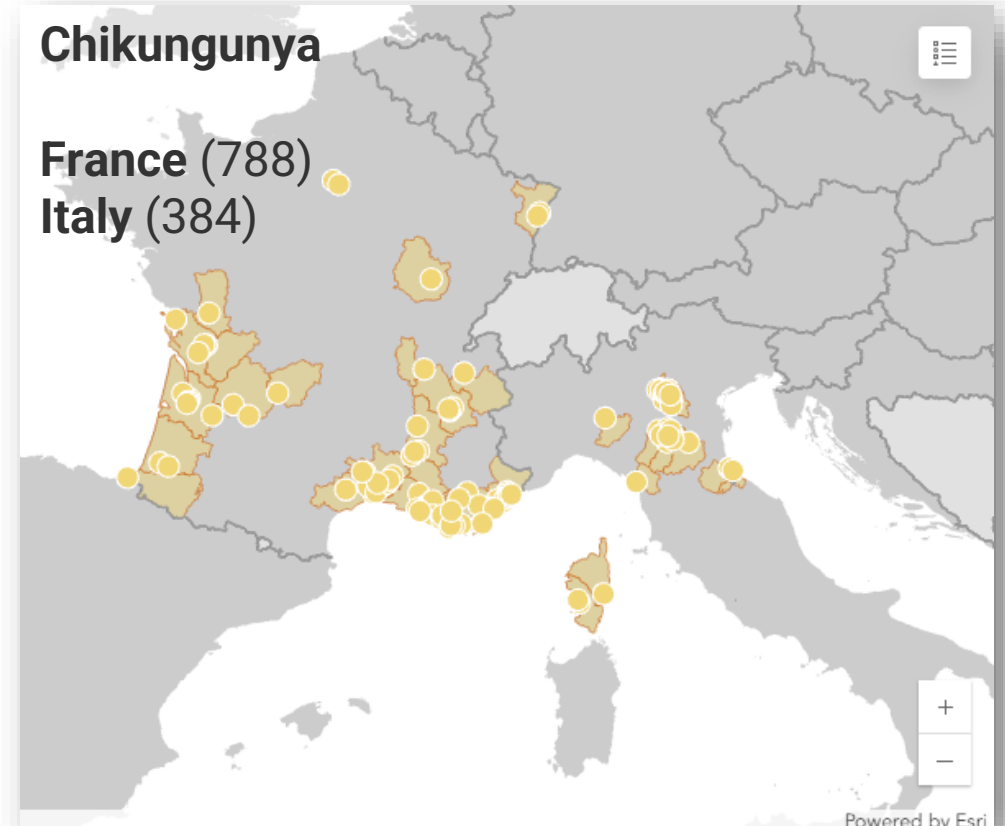 Chikungunya
France (788)
Italy (384)
+
−
Powered by Esri